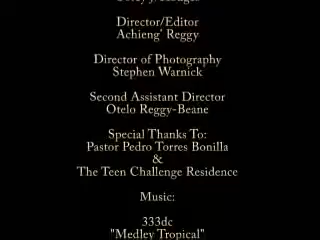 Director/Editor
Achieng' Reggy
Director of Photography
Stephen Warnick
Second Assistant Director
Otelo Reggy-Beane
Special Thanks To:
Pastor Pedro Torres Bonilla
&
The Teen Challenge Residence
Music:
333dc
"Medley Tropical"